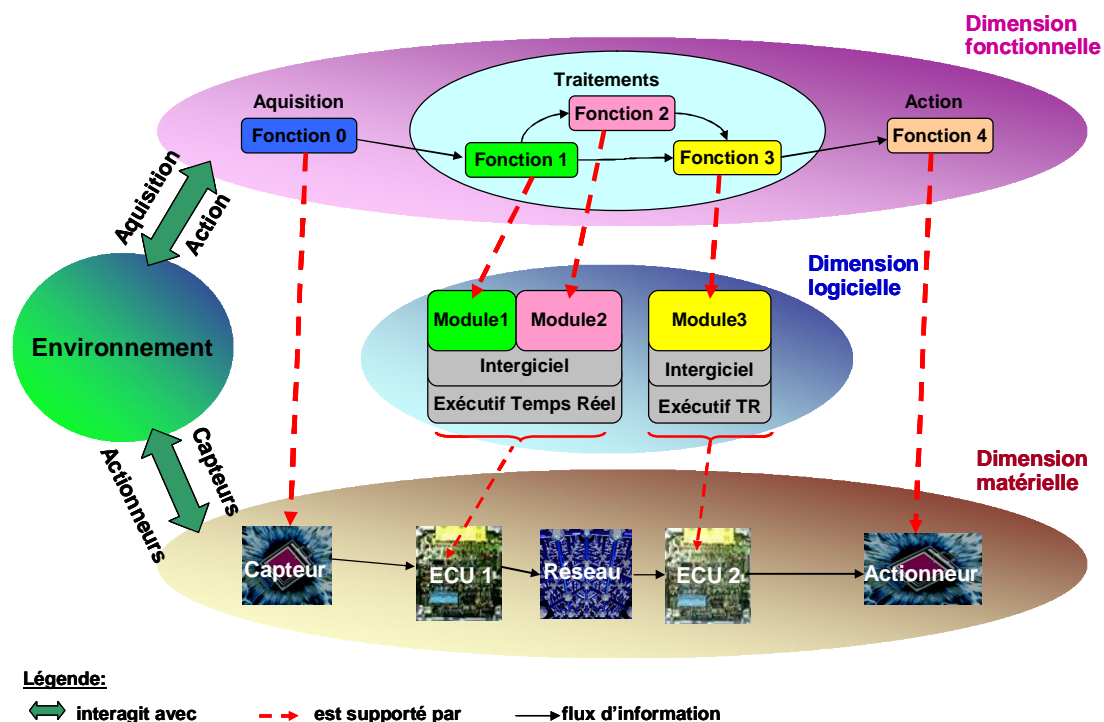 Dimension
fonctionnelle
Traitements
Aquisition
Action
Fonction 0
Fonction 1
Fonction 2
Fonction 3
Fonction 4
Aquisition
Action
Environnement
Dimension
logicielle
Module1
Module2
Module3
Intergiciel
Intergiciel
Exécutif Temps Réel
Exécutif TR
Capteurs
Actionneurs
Dimension
matérielle
Capteur
ECU 1
Réseau
ECU 2
Actionneur
Légende:
interagit avec
est supporté par
flux d'information